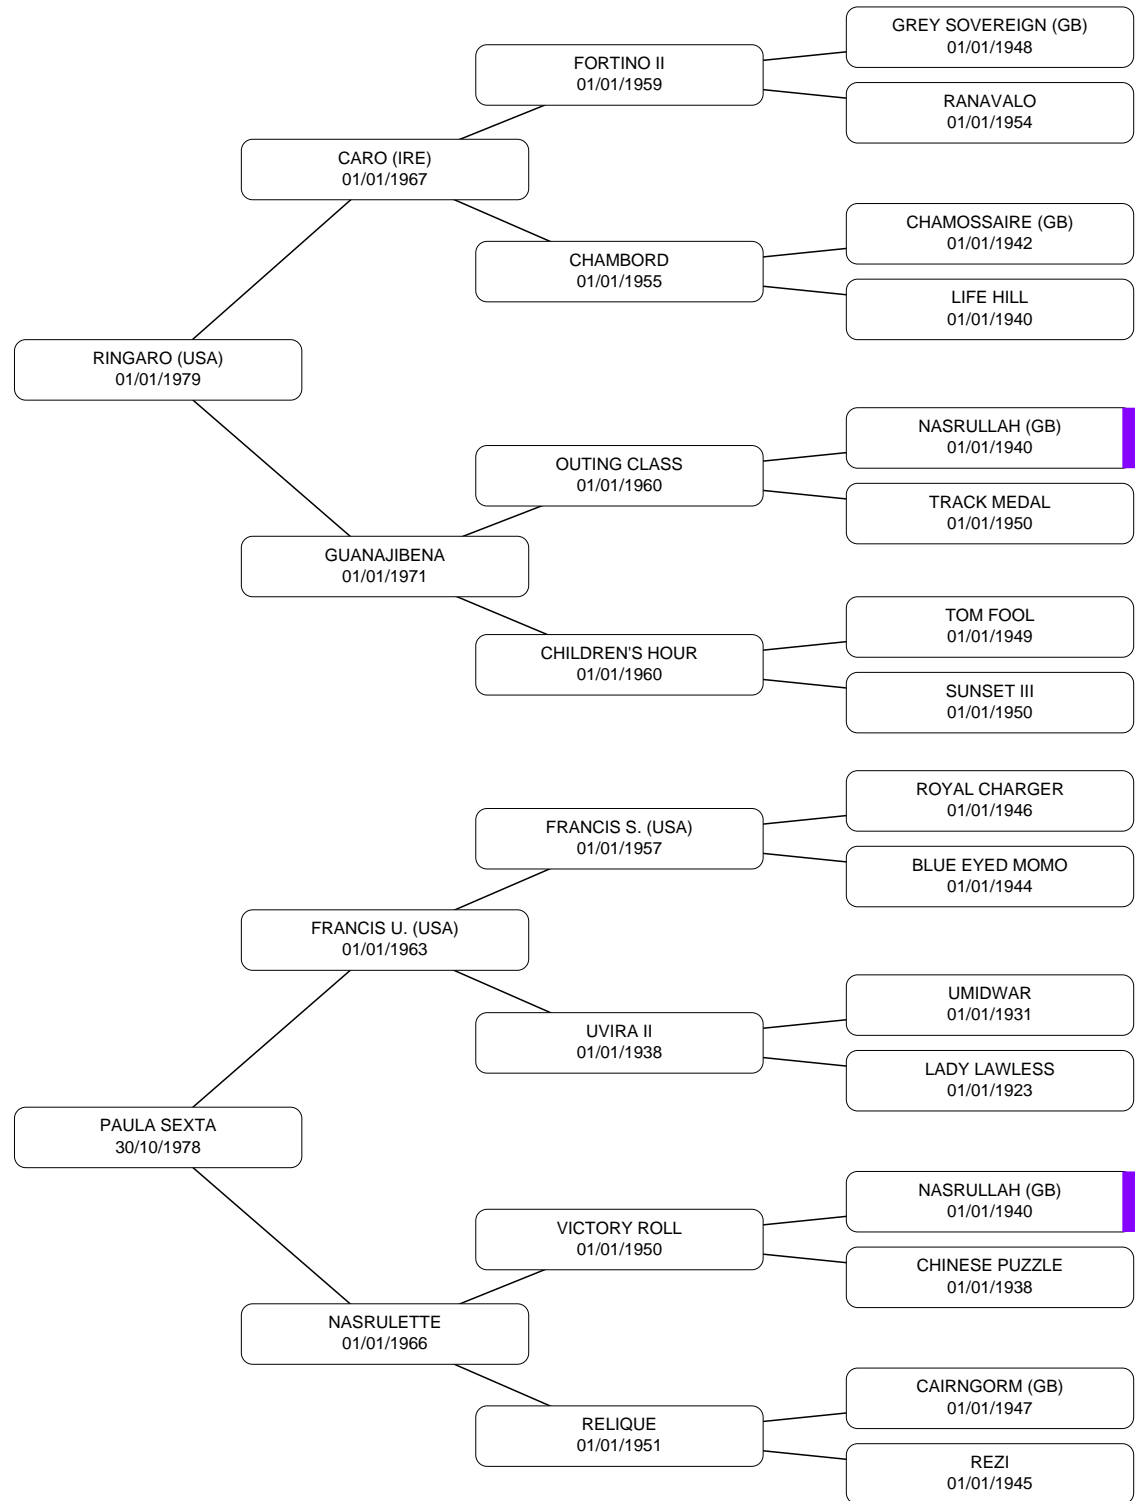 GREY SOVEREIGN (GB)
01/01/1948
FORTINO II
01/01/1959
RANAVALO
01/01/1954
CARO (IRE)
01/01/1967
CHAMOSSAIRE (GB)
01/01/1942
CHAMBORD
01/01/1955
LIFE HILL
01/01/1940
RINGARO (USA)
01/01/1979
NASRULLAH (GB)
01/01/1940
OUTING CLASS
01/01/1960
TRACK MEDAL
01/01/1950
GUANAJIBENA
01/01/1971
TOM FOOL
01/01/1949
CHILDREN'S HOUR
01/01/1960
SUNSET III
01/01/1950
ROYAL CHARGER
01/01/1946
FRANCIS S. (USA)
01/01/1957
BLUE EYED MOMO
01/01/1944
FRANCIS U. (USA)
01/01/1963
UMIDWAR
01/01/1931
UVIRA II
01/01/1938
LADY LAWLESS
01/01/1923
PAULA SEXTA
30/10/1978
NASRULLAH (GB)
01/01/1940
VICTORY ROLL
01/01/1950
CHINESE PUZZLE
01/01/1938
NASRULETTE
01/01/1966
CAIRNGORM (GB)
01/01/1947
RELIQUE
01/01/1951
REZI
01/01/1945